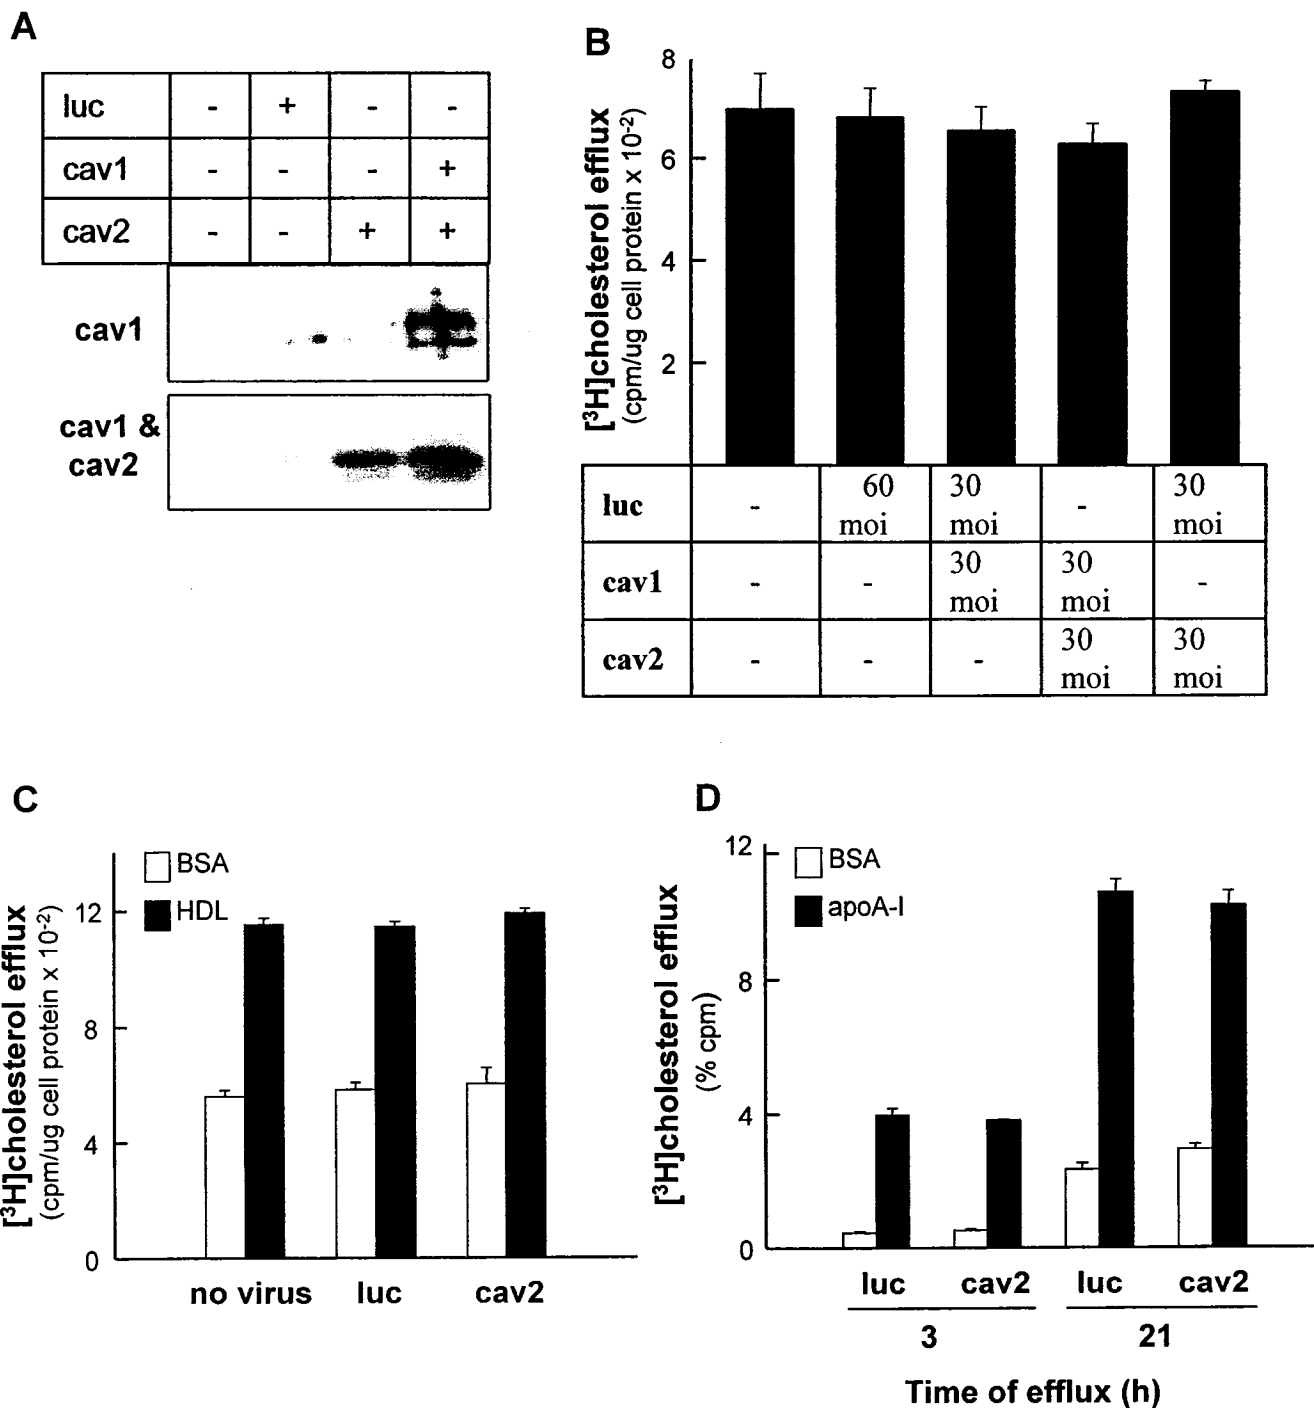 A
luc - + - -
cav1 - - - +
cav2 - - + +
cav1
cav1 &
cav2
B
[³H]cholesterol efflux
(cpm/ug cell protein x 10⁻²)
8
6
4
2
luc - 60 moi 30 moi - 30 moi
cav1 - - 30 moi 30 moi -
cav2 - - - 30 moi 30 moi
C
[³H]cholesterol efflux
(cpm/ug cell protein x 10⁻²)
BSA
HDL
12
8
4
0
no virus luc cav2
D
[³H]cholesterol efflux
(% cpm)
BSA
apoA-I
12
8
4
0
luc cav2 luc cav2
3 21
Time of efflux (h)